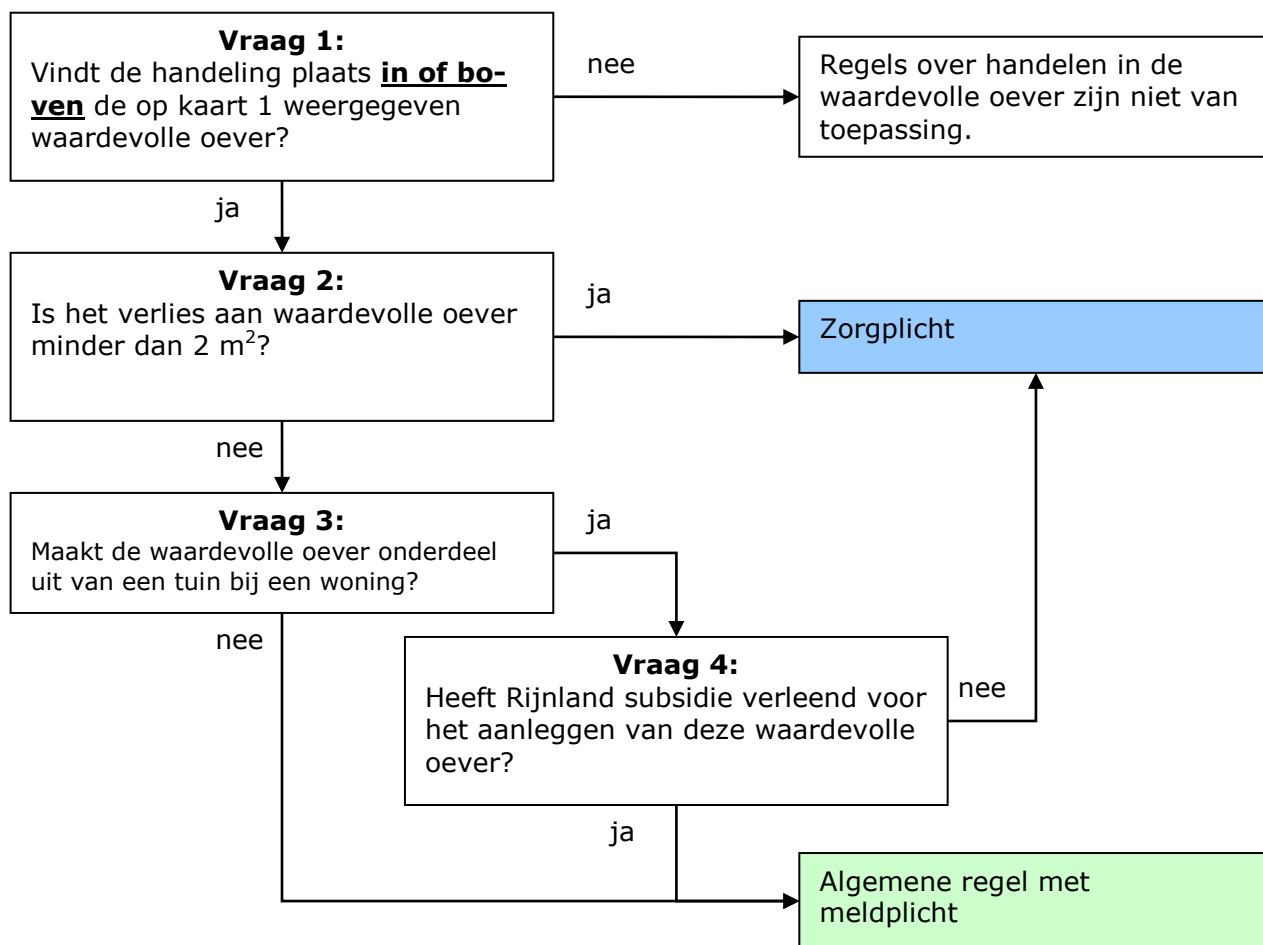 Vraag 1:
Vindt de handeling plaats in of bo-
ven de op kaart 1 weergegeven
waardevolle oever?
nee
Regels over handelen in de
waardevolle oever zijn niet van
toepassing.
ja
Vraag 2:
Is het verlies aan waardevolle oever
minder dan 2 m²?
ja
Zorgplicht
nee
Vraag 3:
Maakt de waardevolle oever onderdeel
uit van een tuin bij een woning?
ja
nee
Vraag 4:
Heeft Rijnland subsidie verleend voor
het aanleggen van deze waardevolle
oever?
nee
ja
Algemene regel met
meldplicht